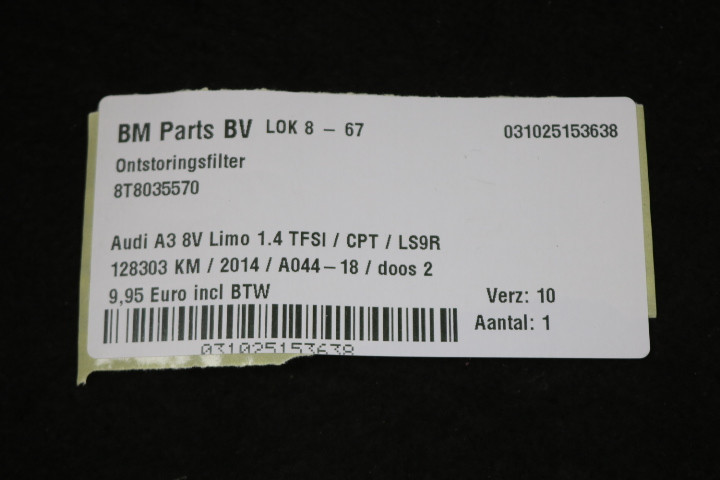 BM Parts BV LOK 8 - 67 031025153638
Ontstoringsfilter
8T8035570
Audi A3 8V Limo 1.4 TFSI / CPT / LS9R
128303 KM / 2014 / A044-18 / doos 2
9,95 Euro incl BTW Verz: 10
Aantal: 1
031025153638